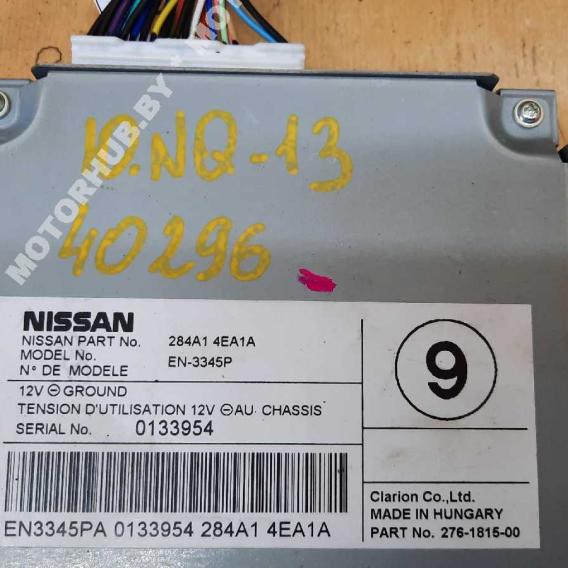 MOTORHUB.BY - MO
10.NQ-13
40296
NISSAN
NISSAN PART No. 284A1 4EA1A
MODEL No. EN-3345P
N° DE MODELE
12V ⊖ GROUND
TENSION D'UTILISATION 12V ⊖ AU CHASSIS
SERIAL No. 0133954
EN3345PA 0133954 284A1 4EA1A
9
Clarion Co.,Ltd.
MADE IN HUNGARY
PART No. 276-1815-00